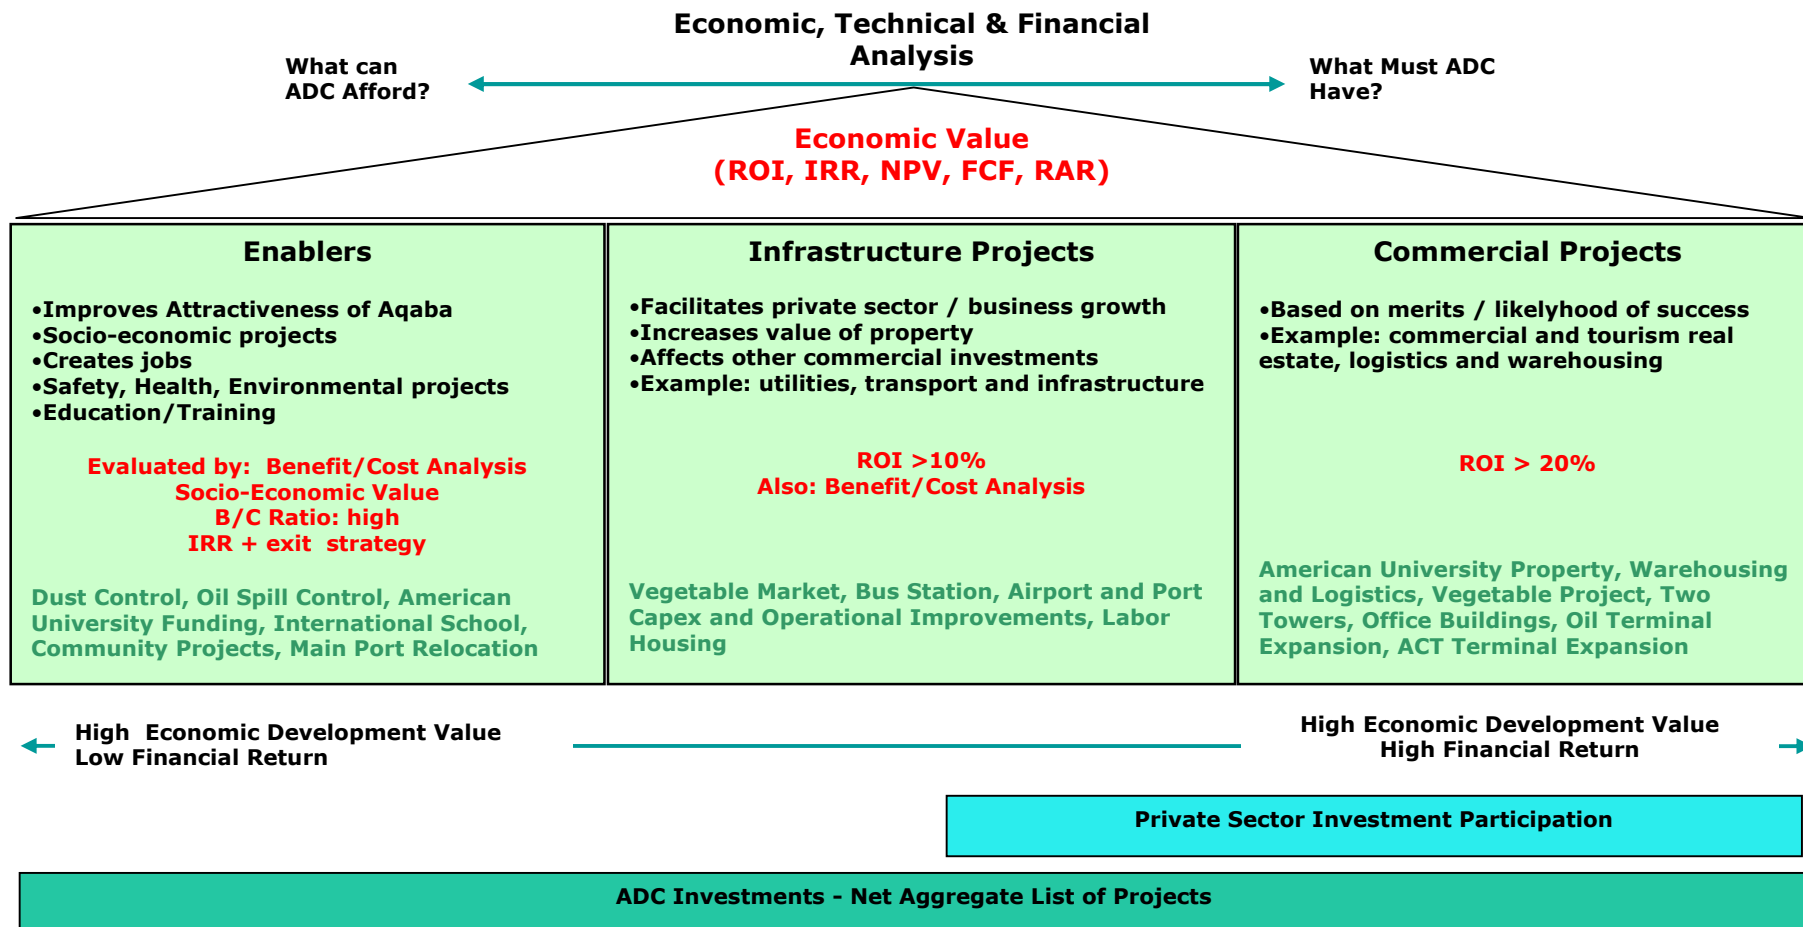 Economic, Technical & Financial
Analysis
What can
ADC Afford?
What Must ADC
Have?
Economic Value
(ROI, IRR, NPV, FCF, RAR)
Enablers
•Improves Attractiveness of Aqaba
•Socio-economic projects
•Creates jobs
•Safety, Health, Environmental projects
•Education/Training
Evaluated by:  Benefit/Cost Analysis
Socio-Economic Value
B/C Ratio: high
IRR + exit  strategy
Dust Control, Oil Spill Control, American
University Funding, International School,
Community Projects, Main Port Relocation
Infrastructure Projects
•Facilitates private sector / business growth
•Increases value of property
•Affects other commercial investments
•Example: utilities, transport and infrastructure
ROI >10%
Also: Benefit/Cost Analysis
Vegetable Market, Bus Station, Airport and Port
Capex and Operational Improvements, Labor
Housing
Commercial Projects
•Based on merits / likelyhood of success
•Example: commercial and tourism real
estate, logistics and warehousing
ROI > 20%
American University Property, Warehousing
and Logistics, Vegetable Project, Two
Towers, Office Buildings, Oil Terminal
Expansion, ACT Terminal Expansion
High  Economic Development Value
Low Financial Return
High Economic Development Value
High Financial Return
Private Sector Investment Participation
ADC Investments - Net Aggregate List of Projects